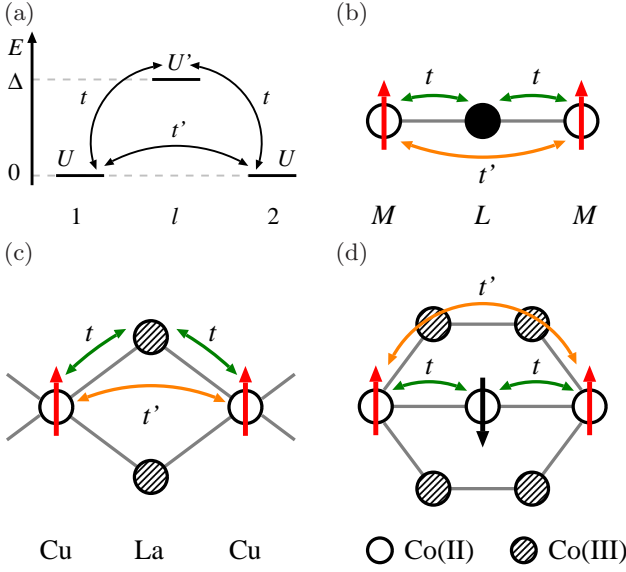 (a)
E
Δ
U'
t
t
t'
U
U
0
1
l
2
(b)
t
t
t'
M
L
M
(c)
t
t
t'
Cu
La
Cu
(d)
t'
t
t
Co(II)
Co(III)